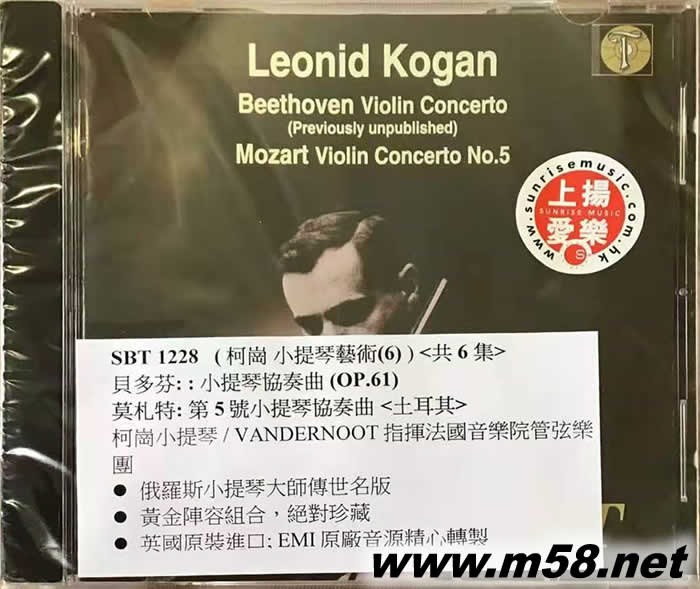 Leonid Kogan
Beethoven Violin Concerto
(Previously unpublished)
Mozart Violin Concerto No.5
www.sunrisemusic.com.hk
上揚
SUNRISE MUSIC
愛樂
S
SBT 1228 ( 柯崗 小提琴藝術(6) ) <共 6 集>
貝多芬: : 小提琴協奏曲 (OP.61)
莫札特: 第 5 號小提琴協奏曲 <土耳其>
柯崗小提琴 / VANDERNOOT 指揮法國音樂院管弦樂
團
● 俄羅斯小提琴大師傳世名版
● 黃金陣容組合，絕對珍藏
● 英國原裝進口; EMI 原廠音源精心轉製
T
www.m58.net